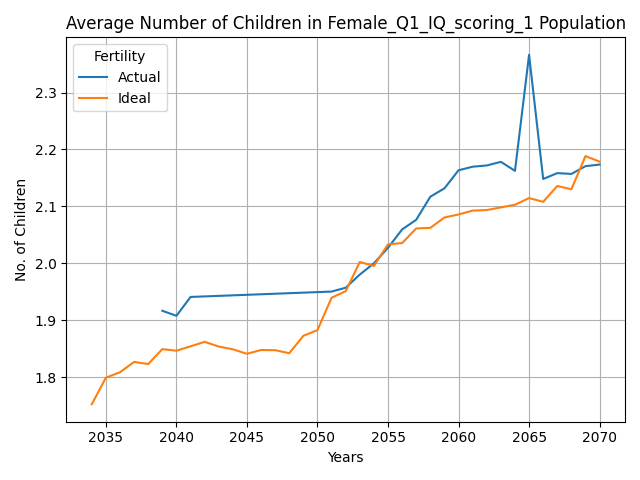 Average Number of Children in Female_Q1_IQ_scoring_1 Population
Fertility
Actual
Ideal
No. of Children
2.3
2.2
2.1
2.0
1.9
1.8
2035 2040 2045 2050 2055 2060 2065 2070
Years